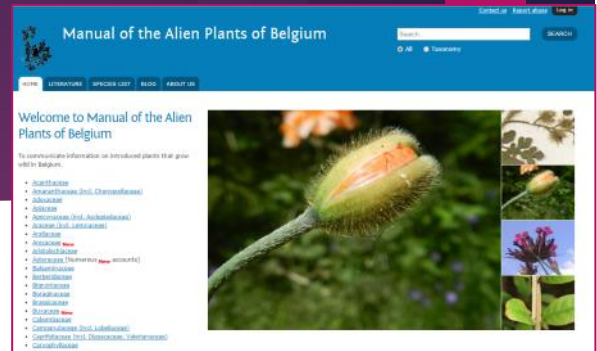 Contact us Report abuse Log in
Manual of the Alien Plants of Belgium
Search...
SEARCH
All Taxonomy
HOME LITERATURE SPECIES LIST BLOG ABOUT US
Welcome to Manual of the Alien
Plants of Belgium
To communicate information on introduced plants that grow
wild in Belgium.
Acanthaceae
Amaranthaceae (incl. Chenopodiaceae)
Adoxaceae
Apiaceae
Apocynaceae (incl. Asclepiadaceae)
Araceae (incl. Lemnaceae)
Araliaceae
Arecaceae New
Aristolochiaceae
Asteraceae [Numerous New accounts]
Balsaminaceae
Berberidaceae
Bignoniaceae
Boraginaceae
Brassicaceae
Buxaceae New
Cabombaceae
Campanulaceae (incl. Lobeliaceae)
Caprifoliaceae (incl. Dipsacaceae, Valerianaceae)
Caryophyllaceae